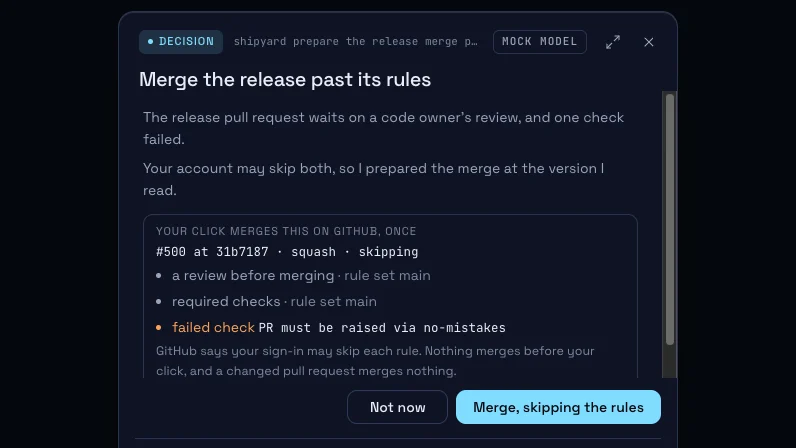 DECISION shipyard prepare the release merge p… MOCK MODEL
Merge the release past its rules
The release pull request waits on a code owner's review, and one check
failed.
Your account may skip both, so I prepared the merge at the version I
read.
YOUR CLICK MERGES THIS ON GITHUB, ONCE
#500 at 31b7187 · squash · skipping
a review before merging · rule set main
required checks · rule set main
failed check PR must be raised via no-mistakes
GitHub says your sign-in may skip each rule. Nothing merges before your
click, and a changed pull request merges nothing.
Not now
Merge, skipping the rules